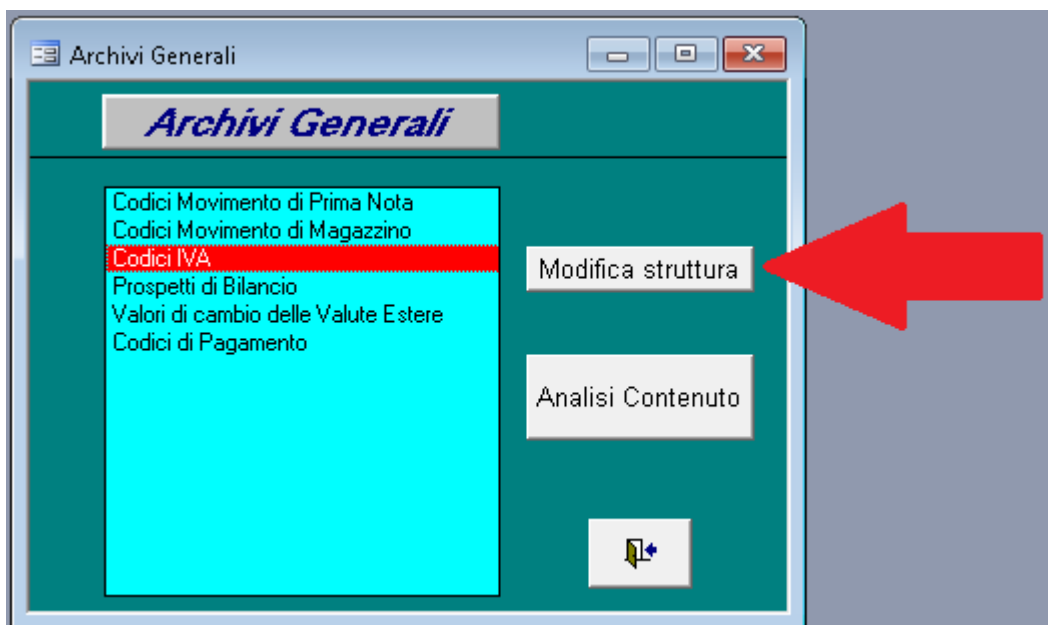 Archivi Generali
Archivi Generali
Codici Movimento di Prima Nota
Codici Movimento di Magazzino
Codici IVA
Prospetti di Bilancio
Valori di cambio delle Valute Estere
Codici di Pagamento
Modifica struttura
Analisi Contenuto